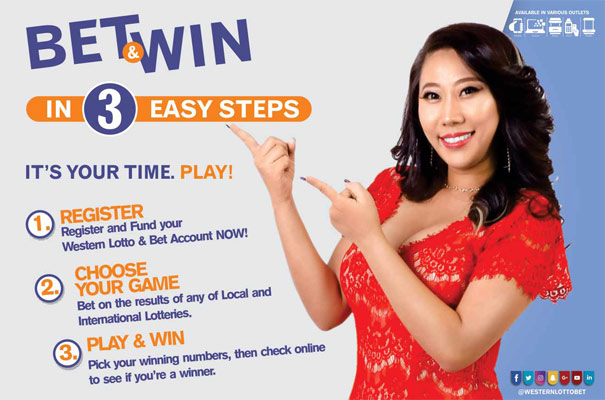 BET & WIN
IN 3 EASY STEPS
IT'S YOUR TIME. PLAY!
1. REGISTER
Register and Fund your
Western Lotto & Bet Account NOW!
2. CHOOSE
YOUR GAME
Bet on the results of any of Local and
International Lotteries.
3. PLAY & WIN
Pick your winning numbers, then check online
to see if you're a winner.
AVAILABLE IN VARIOUS OUTLETS
@WESTERNLOTTOBET